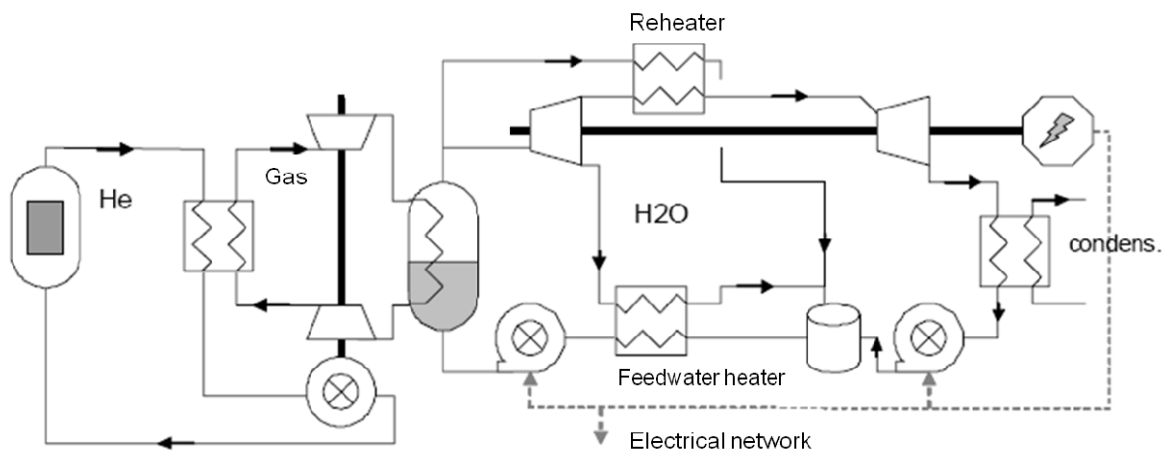 Reheater
He
Gas
H2O
condens.
Feedwater heater
Electrical network